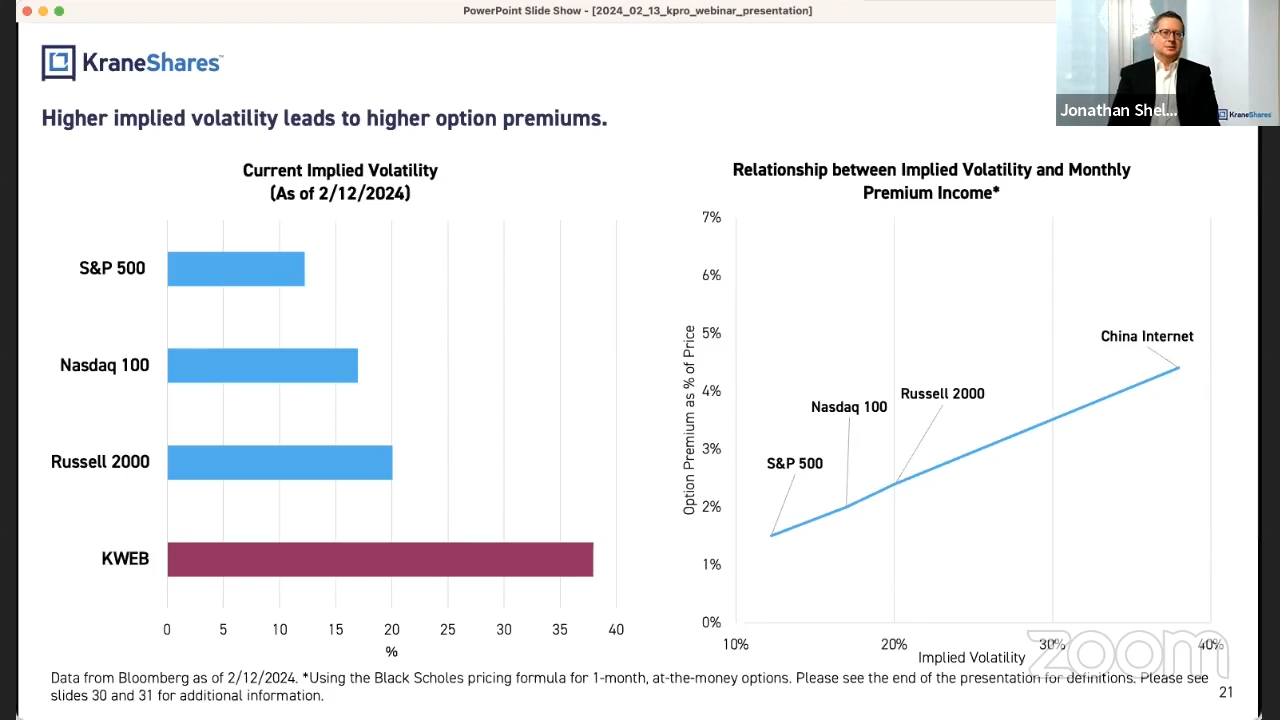 PowerPoint Slide Show - [2024_02_13_kpro_webinar_presentation]
KraneShares™
Jonathan Shel...
KraneShares
Higher implied volatility leads to higher option premiums.
Current Implied Volatility
(As of 2/12/2024)
S&P 500
Nasdaq 100
Russell 2000
KWEB
0 5 10 15 20 25 30 35 40
%
Relationship between Implied Volatility and Monthly
Premium Income*
Option Premium as % of Price
7%
6%
5%
4%
3%
2%
1%
0%
China Internet
Russell 2000
Nasdaq 100
S&P 500
10% 20% 30% 40%
Implied Volatility
zoom
Data from Bloomberg as of 2/12/2024. *Using the Black Scholes pricing formula for 1-month, at-the-money options. Please see the end of the presentation for definitions. Please see
slides 30 and 31 for additional information.
21